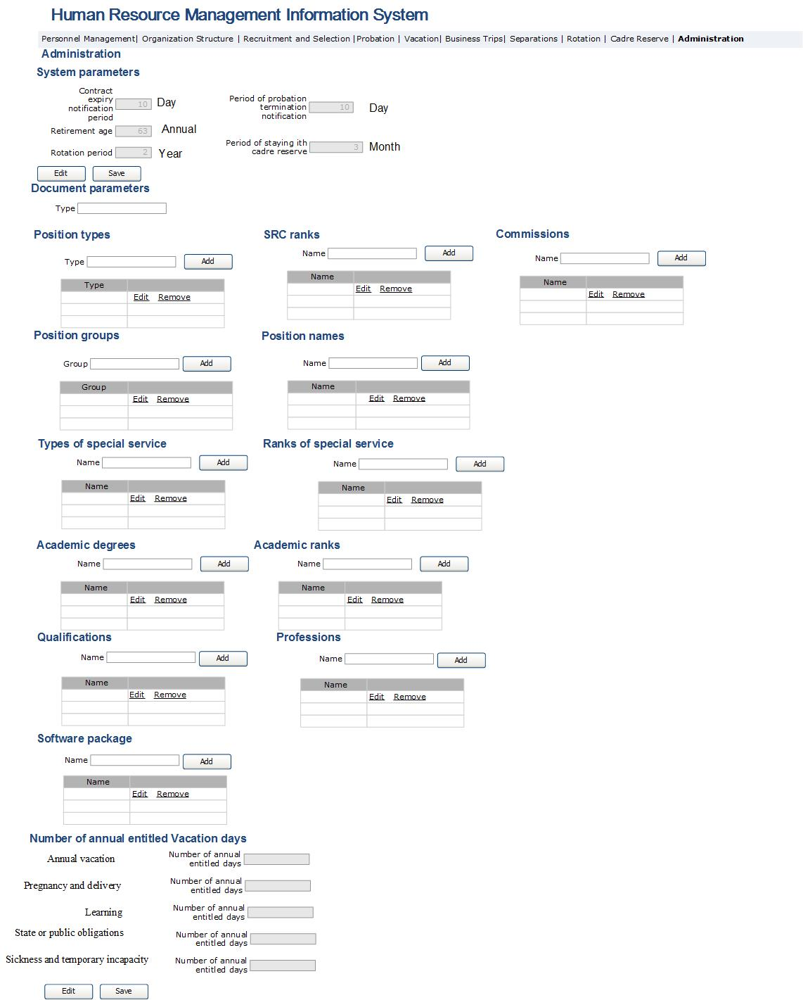 Human Resource Management Information System
Personnel Management| Organization Structure | Recruitment and Selection |Probation | Vacation| Business Trips| Separations | Rotation | Cadre Reserve | Administration
Administration
System parameters
Contract
expiry
notification
period
10 Day
Period of probation
termination
notification
10 Day
Retirement age 63 Annual
Period of staying ith
cadre reserve
3 Month
Rotation period 2 Year
Edit Save
Document parameters
Type
Position types SRC ranks Commissions
Type Add Name Add Name Add
Type Name Name
Edit Remove Edit Remove Edit Remove
Position groups Position names
Group Add Name Add
Group Name
Edit Remove Edit Remove
Types of special service Ranks of special service
Name Add Name Add
Name Name
Edit Remove Edit Remove
Academic degrees Academic ranks
Name Add Name Add
Name Name
Edit Remove Edit Remove
Qualifications Professions
Name Add Name Add
Name Name
Edit Remove Edit Remove
Software package
Name Add
Name
Edit Remove
Number of annual entitled Vacation days
Annual vacation Number of annual
entitled days
Pregnancy and delivery Number of annual
entitled days
Learning Number of annual
entitled days
State or public obligations Number of annual
entitled days
Sickness and temporary incapacity Number of annual
entitled days
Edit Save